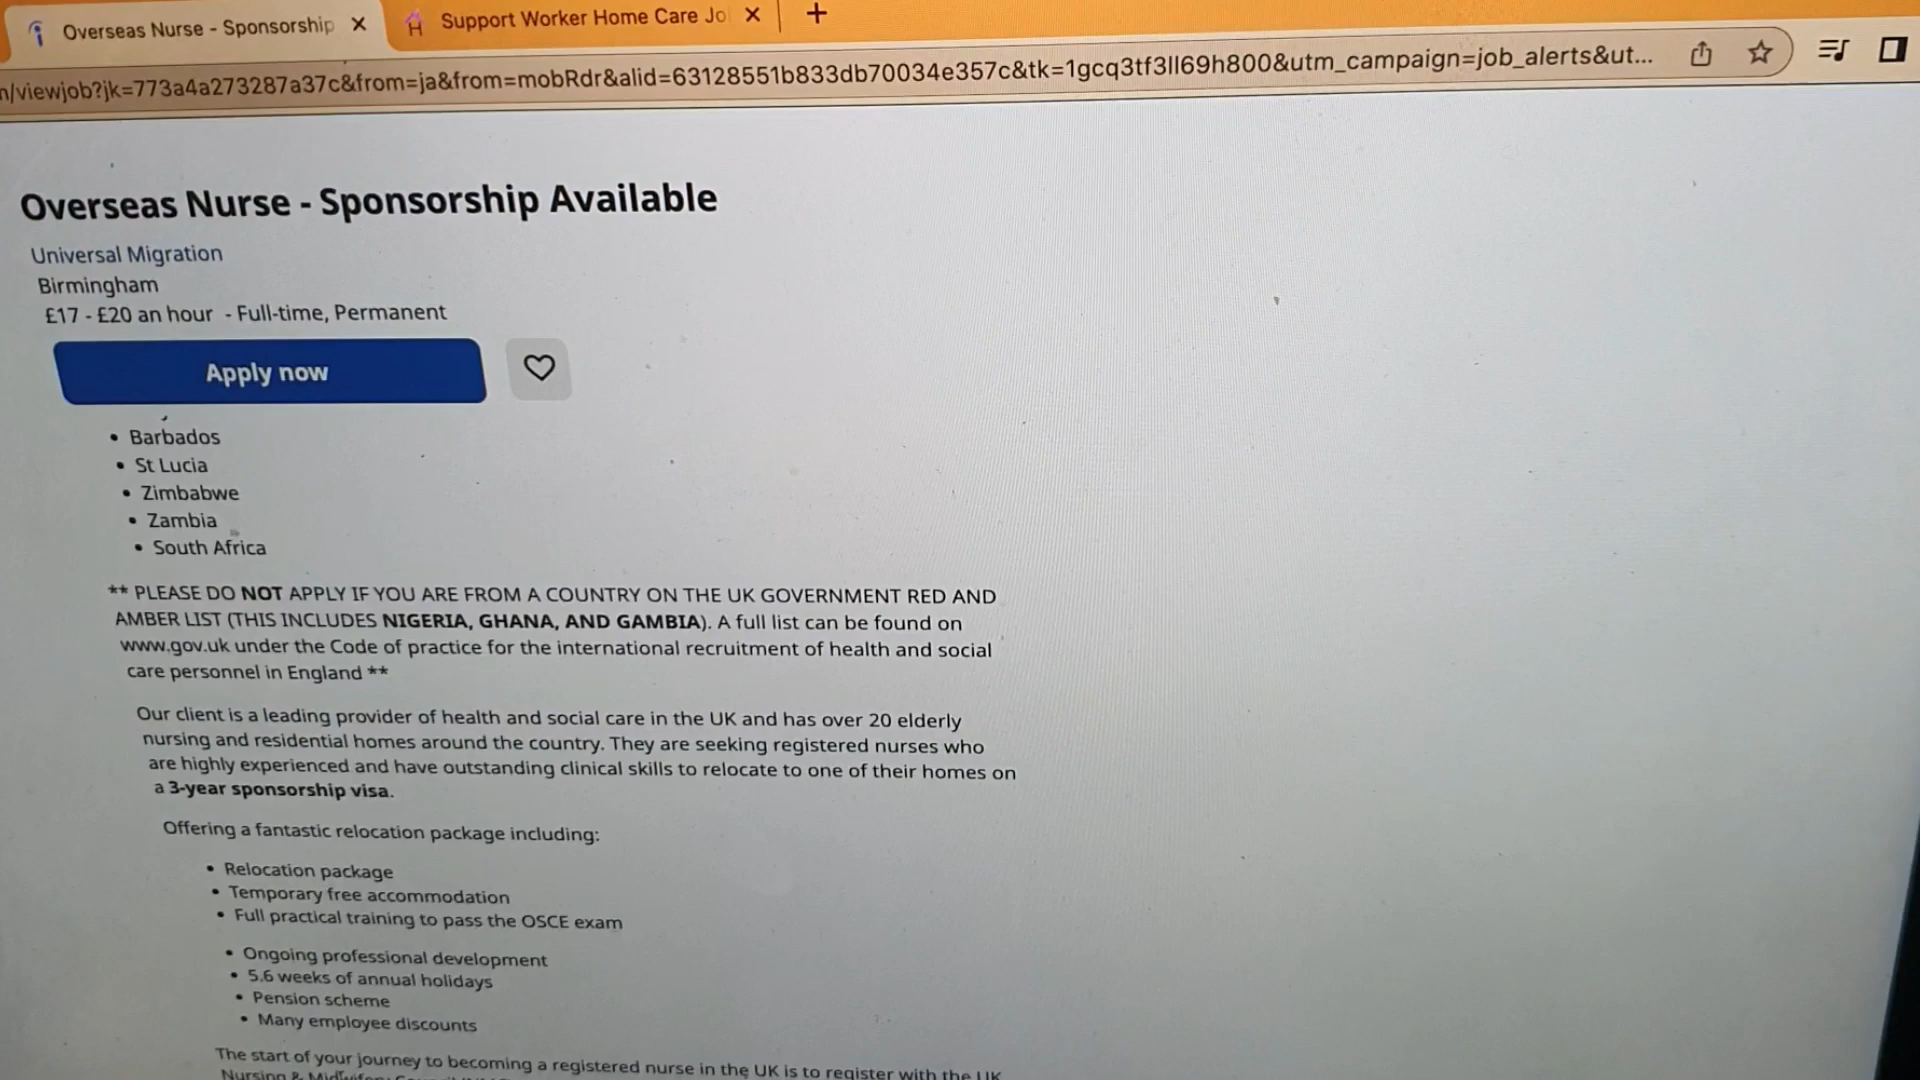 Overseas Nurse - Sponsorship
Support Worker Home Care Jo
n/viewjob?jk=773a4a273287a37c&from=ja&from=mobRdr&alid=63128551b833db70034e357c&tk=1gcq3tf3ll69h800&utm_campaign=job_alerts&ut...
Overseas Nurse - Sponsorship Available
Universal Migration
Birmingham
£17 - £20 an hour - Full-time, Permanent
Apply now
• Barbados
• St Lucia
• Zimbabwe
• Zambia
• South Africa
** PLEASE DO NOT APPLY IF YOU ARE FROM A COUNTRY ON THE UK GOVERNMENT RED AND
AMBER LIST (THIS INCLUDES NIGERIA, GHANA, AND GAMBIA). A full list can be found on
www.gov.uk under the Code of practice for the international recruitment of health and social
care personnel in England **
Our client is a leading provider of health and social care in the UK and has over 20 elderly
nursing and residential homes around the country. They are seeking registered nurses who
are highly experienced and have outstanding clinical skills to relocate to one of their homes on
a 3-year sponsorship visa.
Offering a fantastic relocation package including:
• Relocation package
• Temporary free accommodation
• Full practical training to pass the OSCE exam
• Ongoing professional development
• 5.6 weeks of annual holidays
• Pension scheme
• Many employee discounts
The start of your journey to becoming a registered nurse in the UK is to register with the UK
Nursing & Midwifery